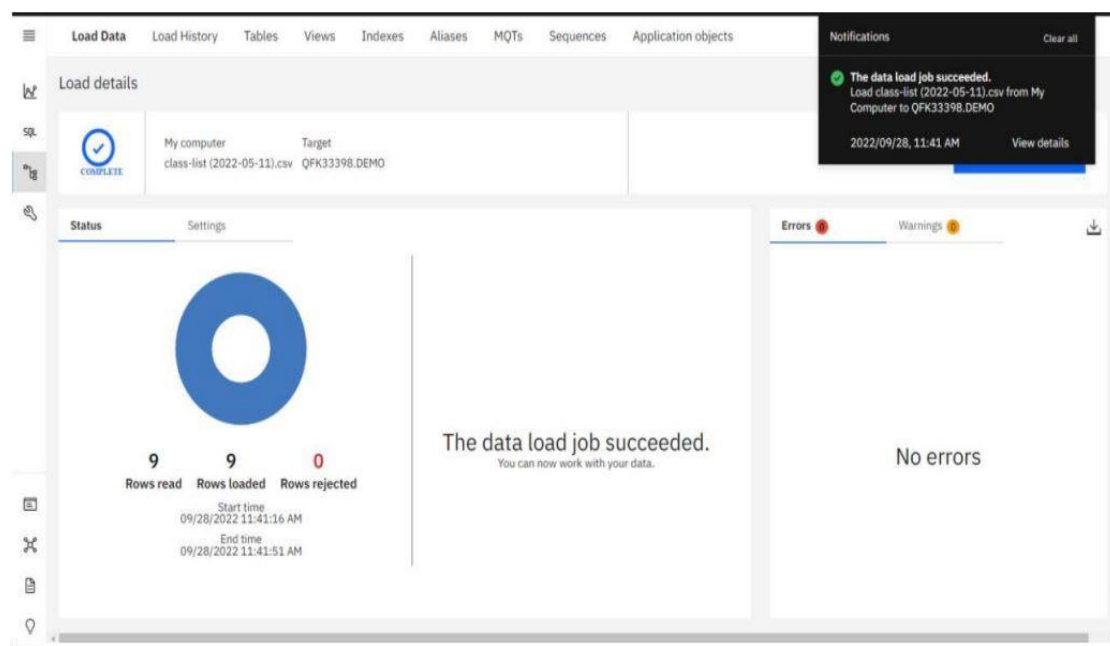 Load Data Load History Tables Views Indexes Aliases MQTs Sequences Application objects
Notifications Clear all
The data load job succeeded.
Load class-list (2022-05-11).csv from My
Computer to QFK33398.DEMO
2022/09/28, 11:41 AM View details
Load details
SQL
COMPLETE
My computer Target
class-list (2022-05-11).csv QFK33398.DEMO
Status Settings
Errors 0 Warnings 0
9 9 0
Rows read Rows loaded Rows rejected
Start time
09/28/2022 11:41:16 AM
End time
09/28/2022 11:41:51 AM
The data load job succeeded.
You can now work with your data.
No errors